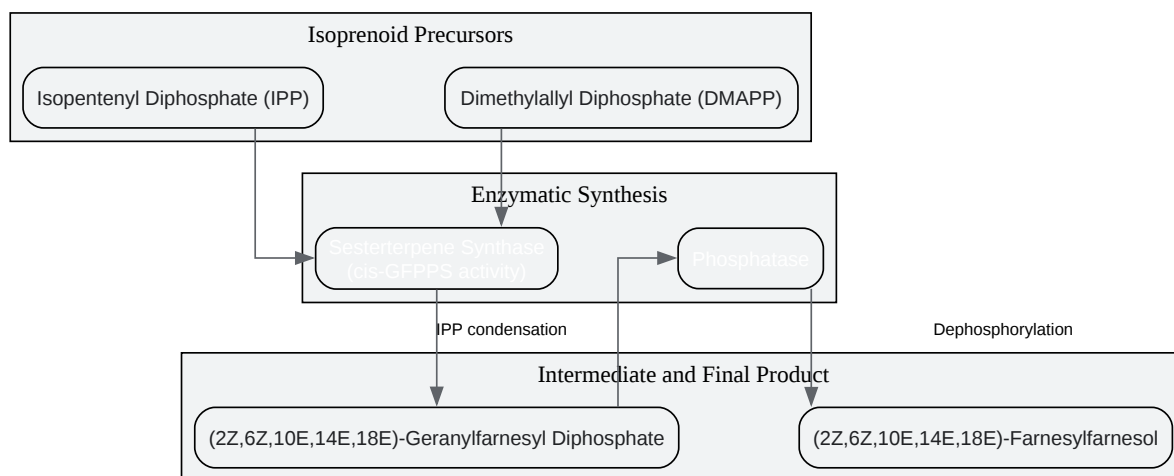 Isoprenoid Precursors
Isopentenyl Diphosphate (IPP)
Dimethylallyl Diphosphate (DMAPP)
Enzymatic Synthesis
Sesterterpene Synthase
(cis-GFPPS activity)
Phosphatase
IPP condensation
Dephosphorylation
Intermediate and Final Product
(2Z,6Z,10E,14E,18E)-Geranylfarnesyl Diphosphate
(2Z,6Z,10E,14E,18E)-Farnesylfarnesol